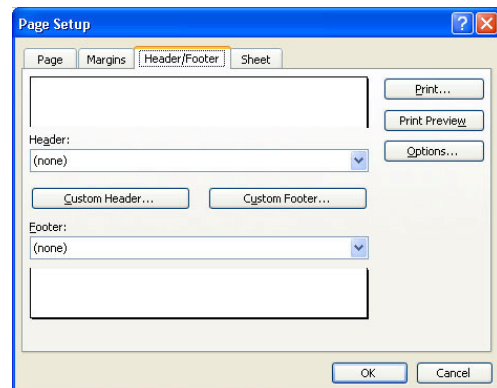 Page Setup
Page Margins Header/Footer Sheet
Print...
Print Preview
Header:
(none)
Options...
Custom Header... Custom Footer...
Footer:
(none)
OK Cancel